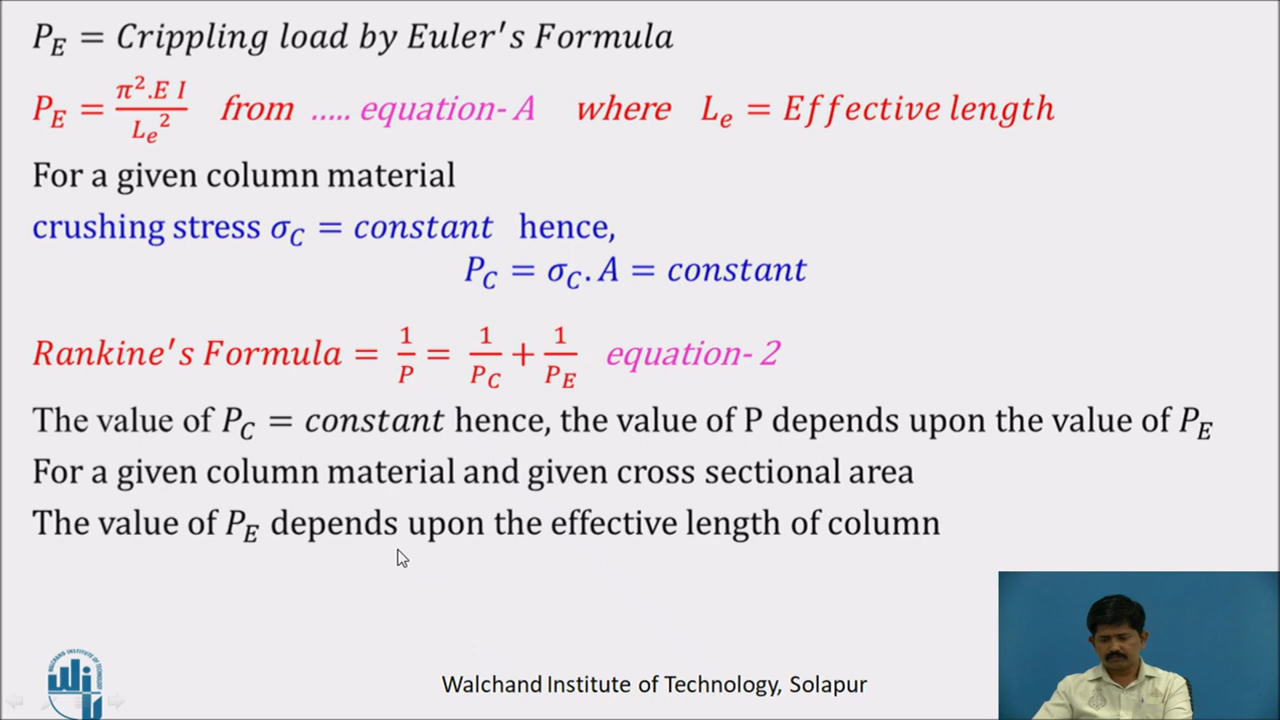 P_E = Crippling load by Euler's Formula
P_E = π².E I / L_e² from ..... equation- A where L_e = Effective length
For a given column material
crushing stress σ_C = constant hence,
P_C = σ_C. A = constant
Rankine's Formula = 1/P = 1/P_C + 1/P_E equation- 2
The value of P_C = constant hence, the value of P depends upon the value of P_E
For a given column material and given cross sectional area
The value of P_E depends upon the effective length of column
WALCHAND INSTITUTE OF TECHNOLOGY
Walchand Institute of Technology, Solapur